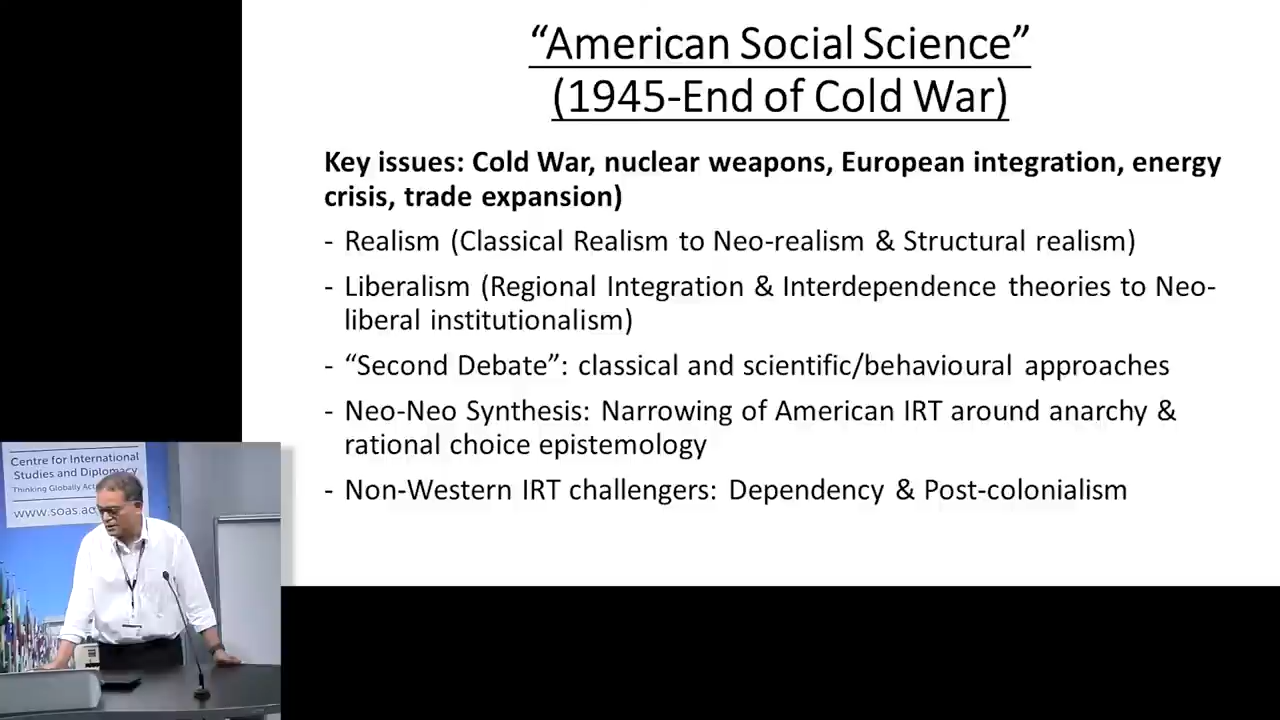 “American Social Science”
(1945-End of Cold War)
Key issues: Cold War, nuclear weapons, European integration, energy
crisis, trade expansion)
- Realism (Classical Realism to Neo-realism & Structural realism)
- Liberalism (Regional Integration & Interdependence theories to Neo-
liberal institutionalism)
- “Second Debate”: classical and scientific/behavioural approaches
- Neo-Neo Synthesis: Narrowing of American IRT around anarchy &
rational choice epistemology
- Non-Western IRT challengers: Dependency & Post-colonialism
Centre for International
Studies and Diplomacy
Thinking Globally